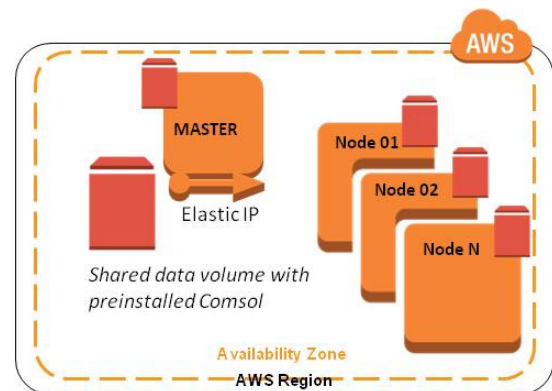 AWS
MASTER
Node 01
Node 02
Node N
Elastic IP
Shared data volume with
preinstalled Comsol
Availability Zone
AWS Region